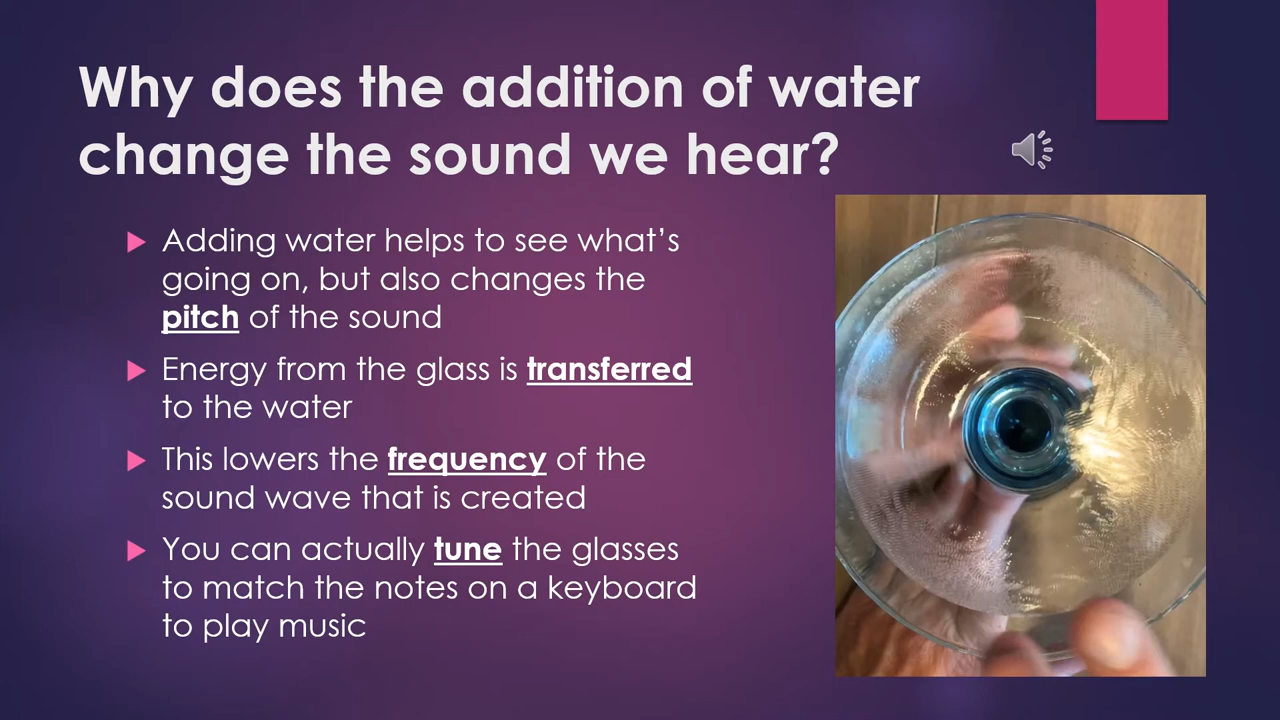 Why does the addition of water
change the sound we hear?
Adding water helps to see what's
going on, but also changes the
pitch of the sound
Energy from the glass is transferred
to the water
This lowers the frequency of the
sound wave that is created
You can actually tune the glasses
to match the notes on a keyboard
to play music